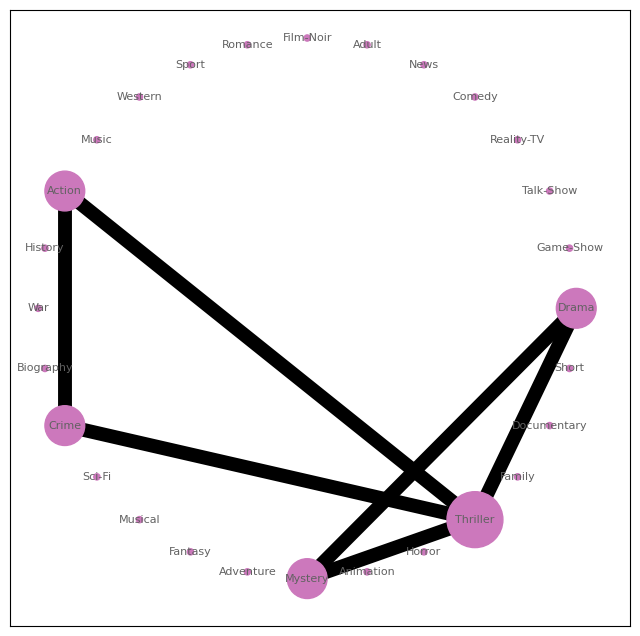 Film-Noir
Romance
Adult
Sport
News
Western
Comedy
Music
Reality-TV
Action
Talk-Show
History
Game-Show
War
Drama
Biography
Short
Crime
Documentary
Sci-Fi
Family
Musical
Thriller
Fantasy
Horror
Adventure
Animation
Mystery